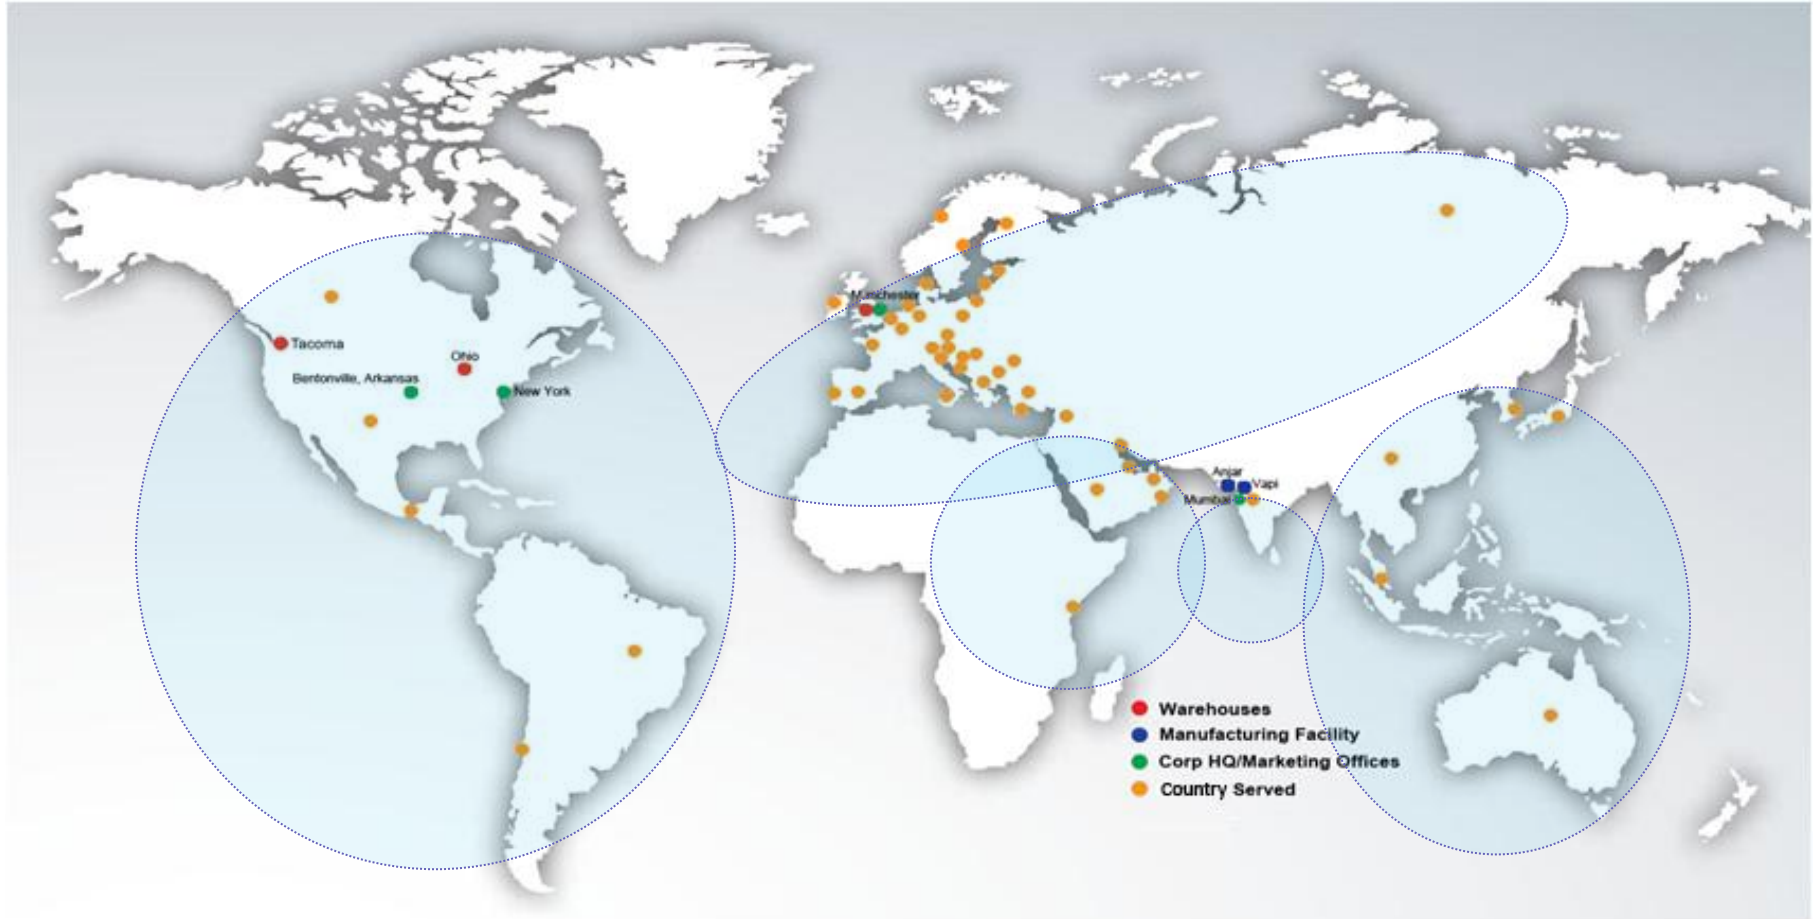 Manchester
Tacoma
Ohio
Bentonville, Arkansas
New York
Anjar
Vapi
Mumbai
Warehouses
Manufacturing Facility
Corp HQ/Marketing Offices
Country Served